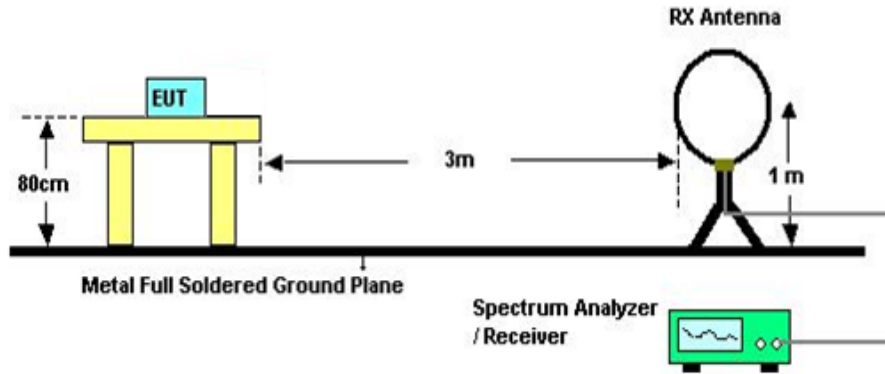 RX Antenna
EUT
3m
80cm
1 m
Metal Full Soldered Ground Plane
Spectrum Analyzer
/ Receiver